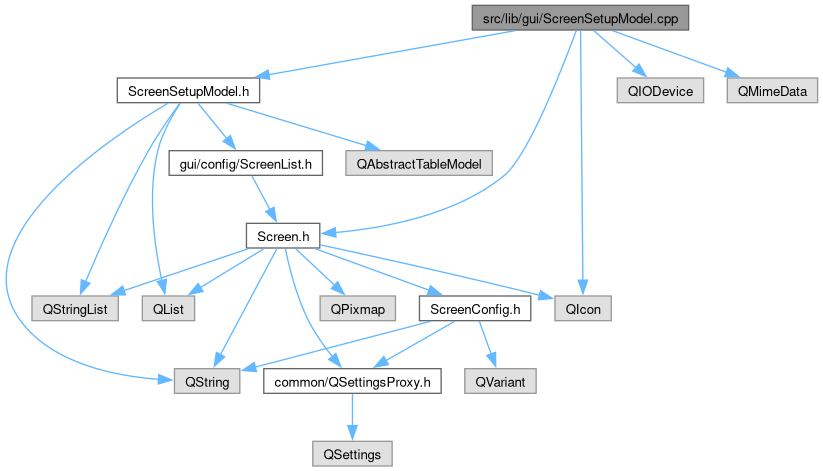 src/lib/gui/ScreenSetupModel.cpp
ScreenSetupModel.h
QIODevice
QMimeData
gui/config/ScreenList.h
QAbstractTableModel
Screen.h
QStringList
QList
QPixmap
ScreenConfig.h
QIcon
QString
common/QSettingsProxy.h
QVariant
QSettings